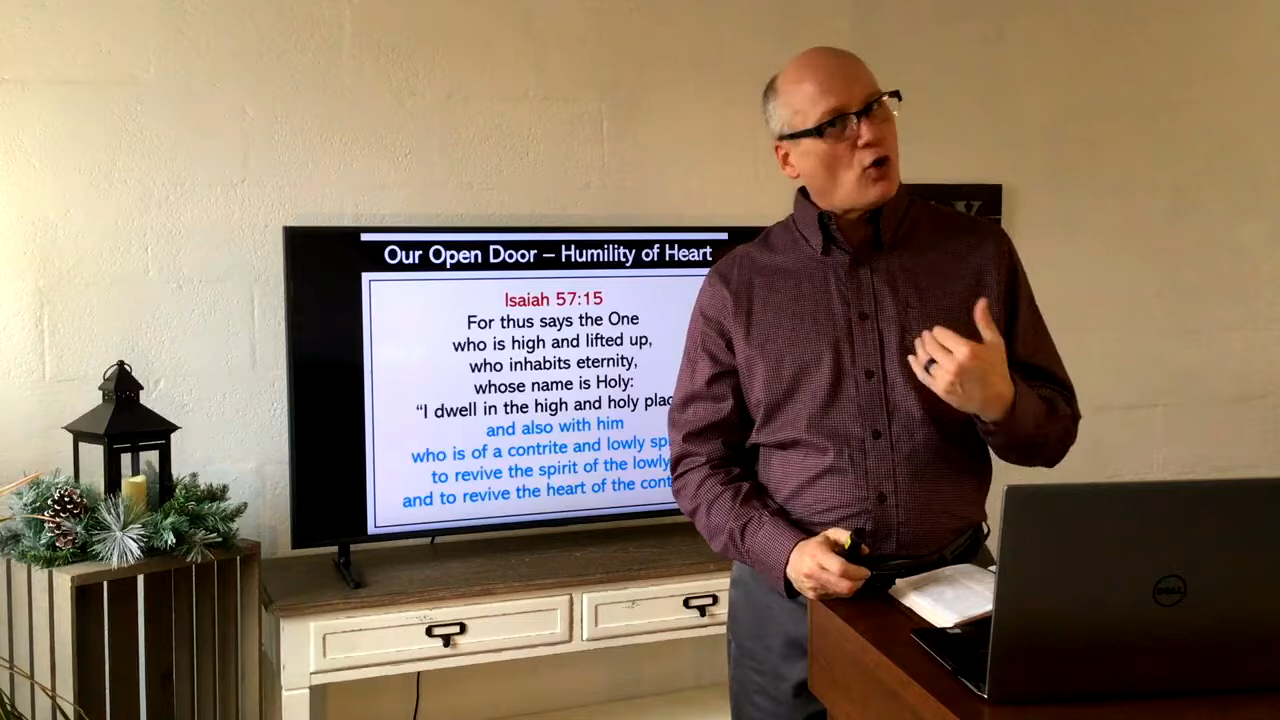 Our Open Door – Humility of Heart
Isaiah 57:15
For thus says the One
who is high and lifted up,
who inhabits eternity,
whose name is Holy:
“I dwell in the high and holy
and also with him
who is of a contrite and lowly
to revive the spirit of the lowly
and to revive the heart of the
DELL